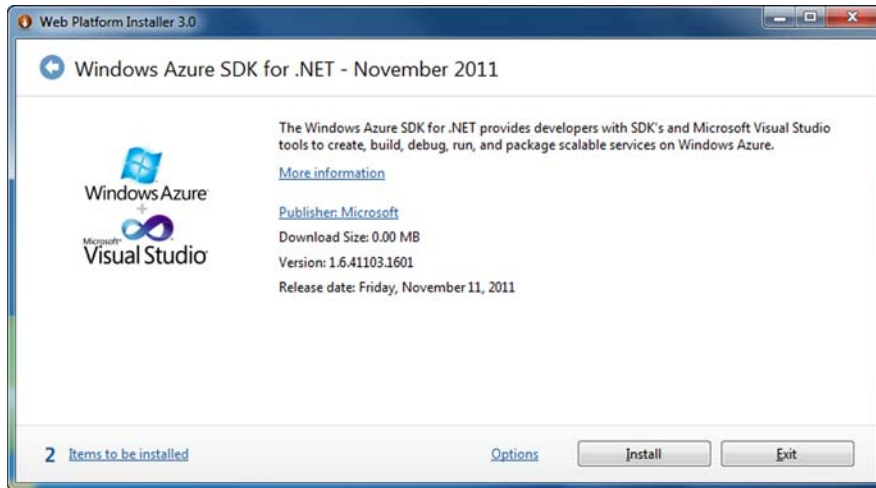 Web Platform Installer 3.0
Windows Azure SDK for .NET - November 2011
The Windows Azure SDK for .NET provides developers with SDK's and Microsoft Visual Studio
tools to create, build, debug, run, and package scalable services on Windows Azure.
More information
Windows Azure
+
Microsoft
Visual Studio
Publisher: Microsoft
Download Size: 0.00 MB
Version: 1.6.41103.1601
Release date: Friday, November 11, 2011
2 Items to be installed
Options
Install
Exit